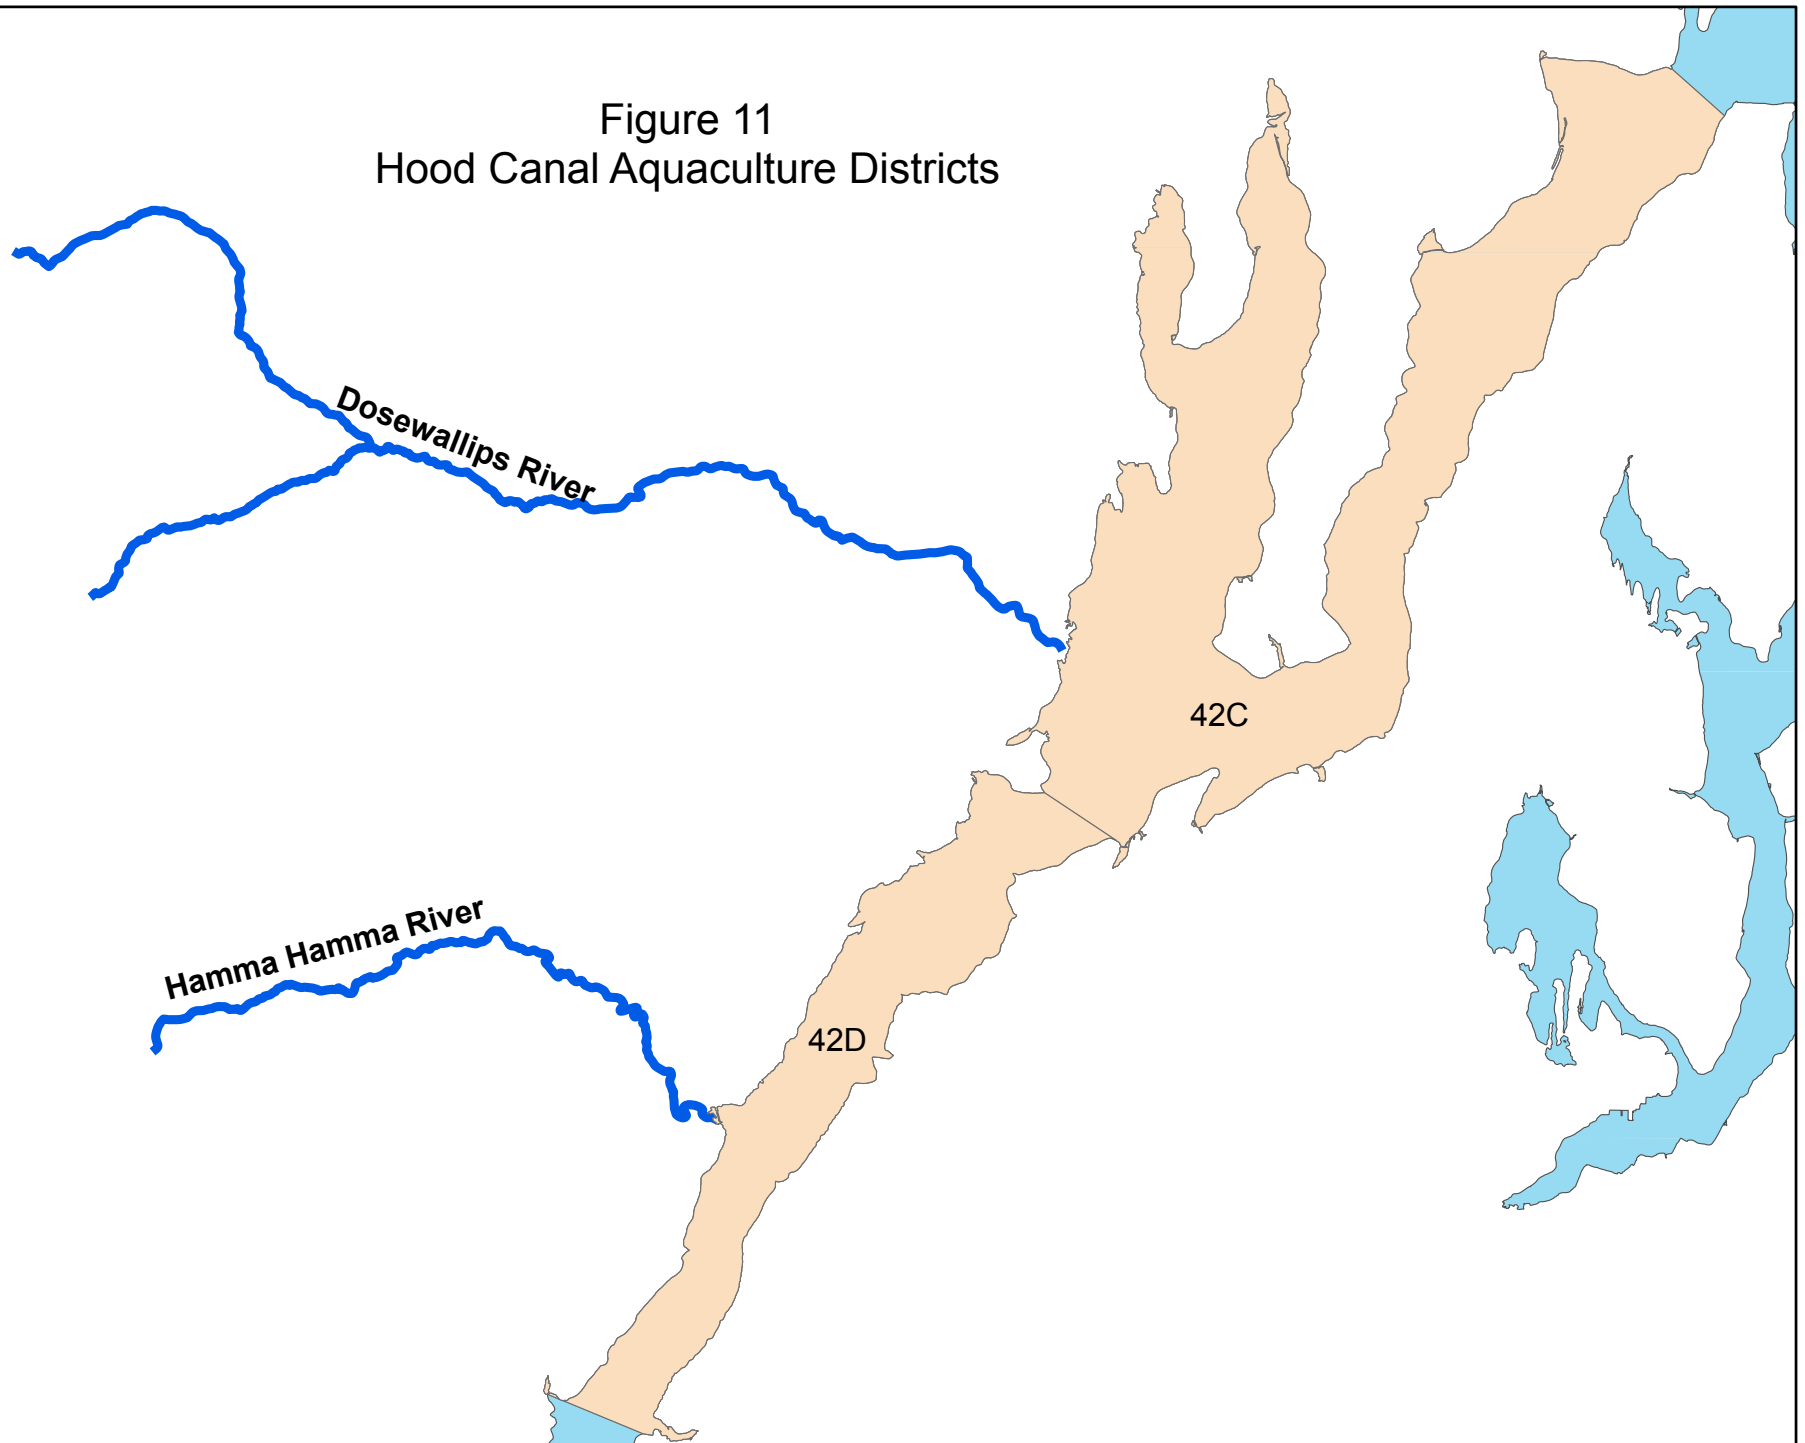 Figure 11
Hood Canal Aquaculture Districts
Dosewallips River
42C
Hamma Hamma River
42D